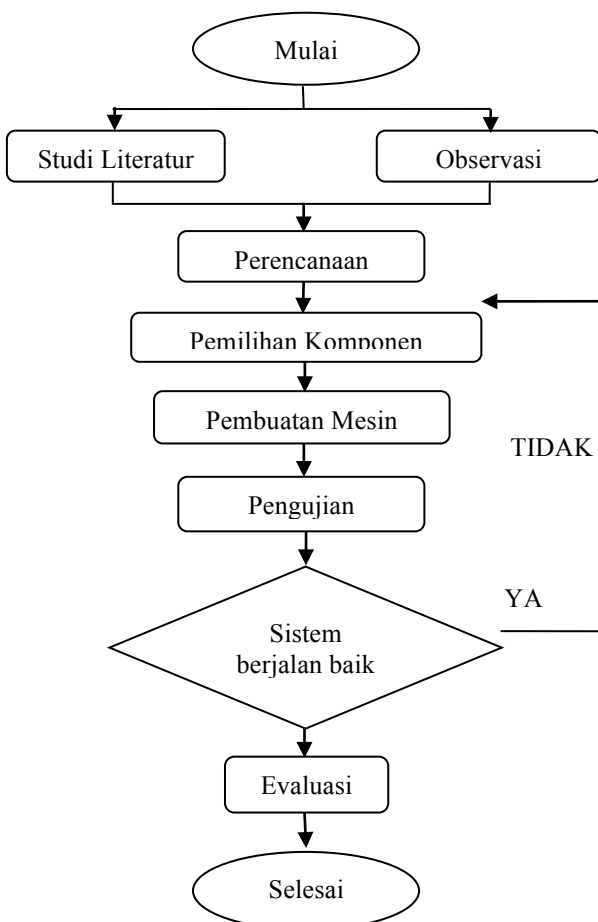 Mulai
Studi Literatur
Observasi
Perencanaan
Pemilihan Komponen
Pembuatan Mesin
TIDAK
Pengujian
YA
Sistem
berjalan baik
Evaluasi
Selesai